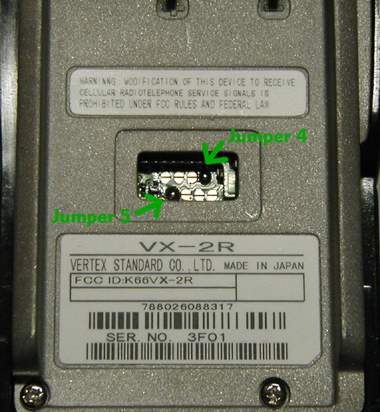 WARNING: MODIFICATION OF THIS DEVICE TO RECEIVE
CELLULAR RADIOTELEPHONE SERVICE SIGNALS IS
PROHIBITED UNDER FCC RULES AND FEDERAL LAW
Jumper 4
Jumper 5
VX-2R
VERTEX STANDARD CO., LTD. MADE IN JAPAN
FCC ID:K66VX-2R
788026088317
SER. NO. 3F01